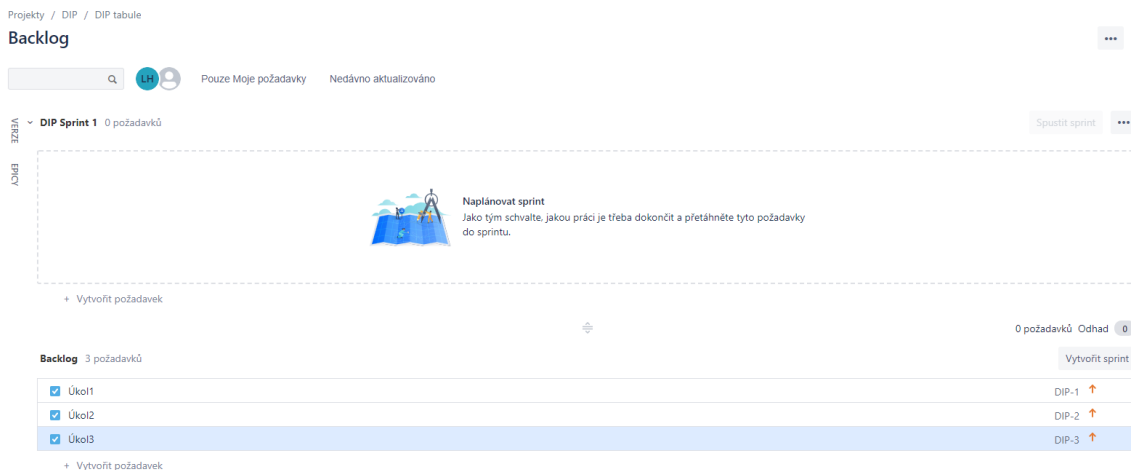 Projekty / DIP / DIP tabule
Backlog
LH Pouze Moje požadavky Nedávno aktualizováno
VERZE
EPICY
DIP Sprint 1 0 požadavků Spustit sprint
Naplánovat sprint
Jako tým schvalte, jakou práci je třeba dokončit a přetáhněte tyto požadavky
do sprintu.
+ Vytvořit požadavek
0 požadavků Odhad 0
Backlog 3 požadavků Vytvořit sprint
Úkol1 DIP-1
Úkol2 DIP-2
Úkol3 DIP-3
+ Vytvořit požadavek